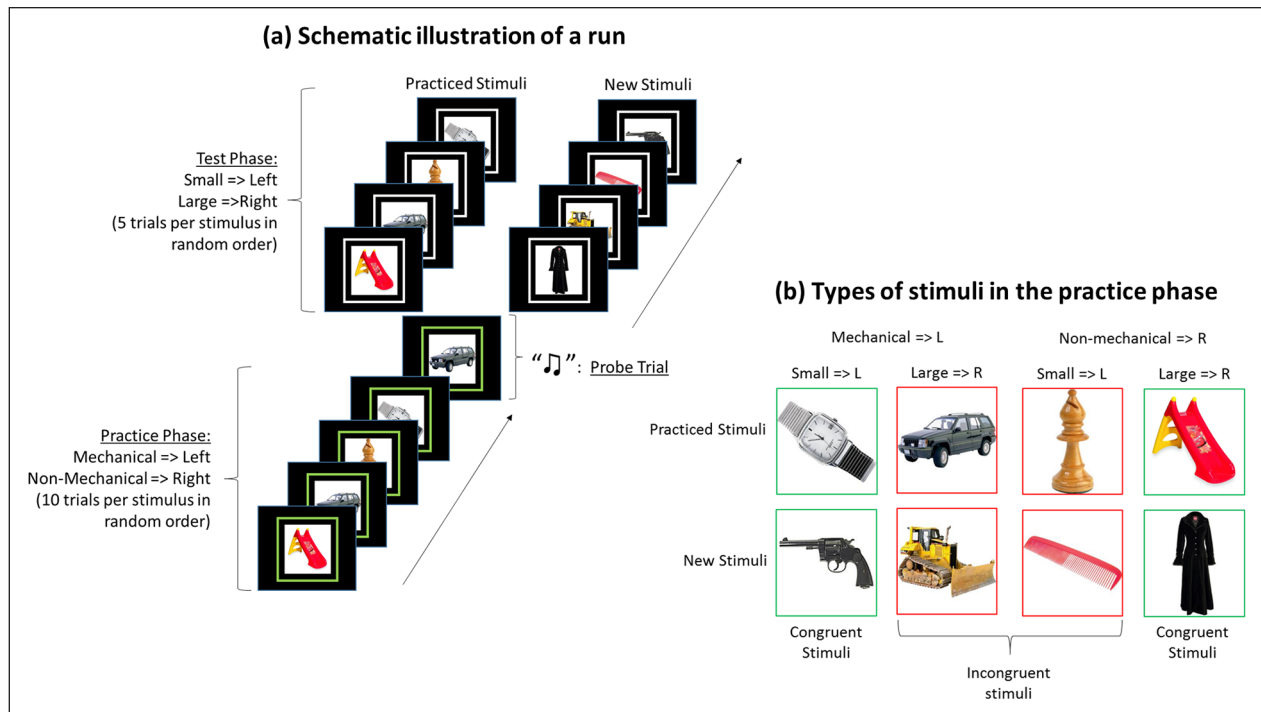 (a) Schematic illustration of a run
Practiced Stimuli
New Stimuli
Test Phase:
Small => Left
Large =>Right
(5 trials per stimulus in
random order)
“♫”: Probe Trial
Practice Phase:
Mechanical => Left
Non-Mechanical => Right
(10 trials per stimulus in
random order)
(b) Types of stimuli in the practice phase
Mechanical => L
Non-mechanical => R
Small => L
Large => R
Small => L
Large => R
Practiced Stimuli
New Stimuli
Congruent
Stimuli
Incongruent
stimuli
Congruent
Stimuli